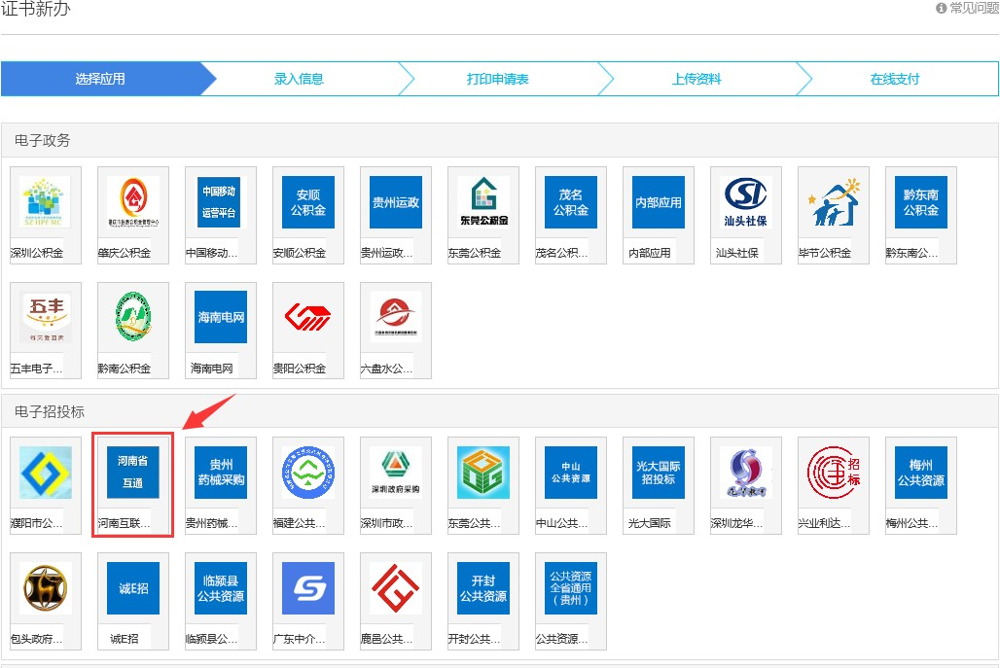 证书新办
常见问题
选择应用
录入信息
打印申请表
上传资料
在线支付
电子政务
SZ HPFMC
中国移动
运营平台
安顺
公积金
贵州运政
东莞公积金
茂名
公积金
内部应用
汕头社保
黔东南
公积金
深圳公积金
肇庆公积金
中国移动...
安顺公积金
贵州运政...
东莞公积金
茂名公积...
内部应用
汕头社保
毕节公积金
黔东南公...
五丰
海南电网
五丰电子...
黔南公积金
海南电网
贵阳公积金
六盘水公...
电子招投标
河南省
互通
贵州
药械采购
深圳政府采购
中山
公共资源
光大国际
招投标
招
标
梅州
公共资源
濮阳市公...
河南互联...
贵州药械...
福建公共...
深圳市政...
东莞公共...
中山公共...
光大国际
深圳龙华...
兴业利达...
梅州公共...
诚E招
临颍县
公共资源
开封
公共资源
公共资源
全省通用
（贵州）
包头政府...
诚E招
临颍县公...
广东中介...
鹿邑公共...
开封公共...
公共资源...